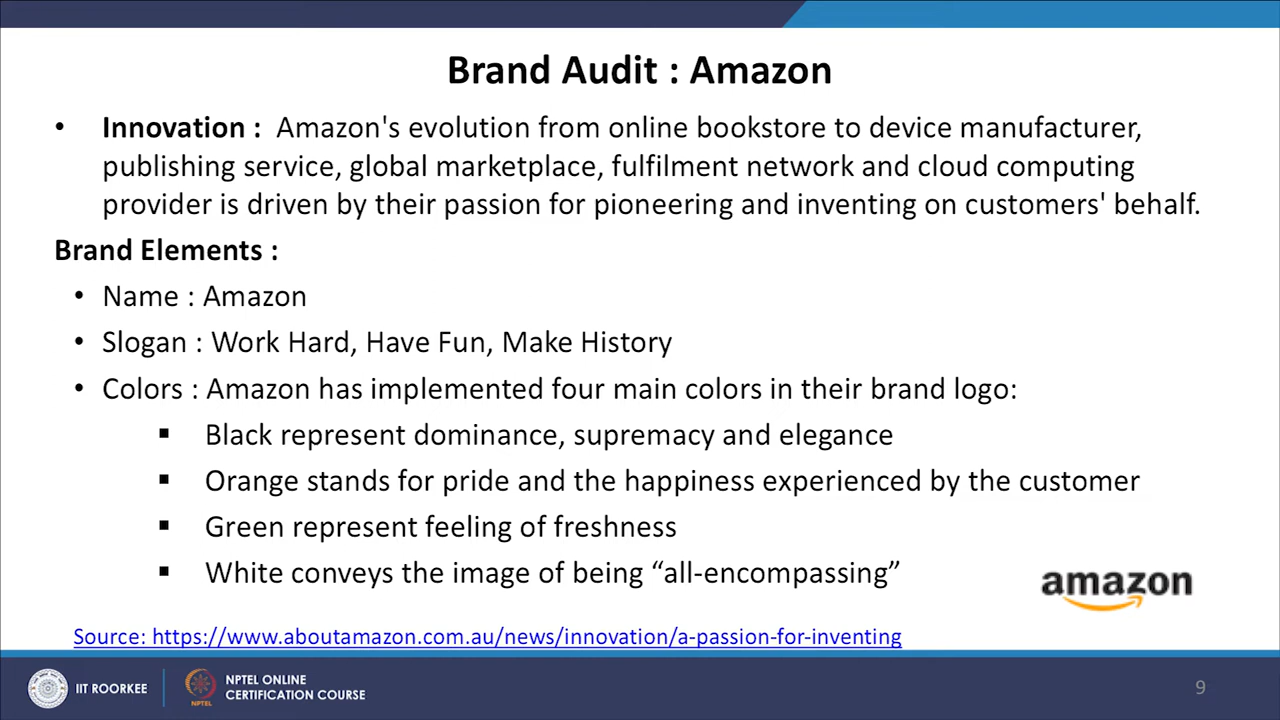 Brand Audit : Amazon
• Innovation : Amazon's evolution from online bookstore to device manufacturer,
publishing service, global marketplace, fulfilment network and cloud computing
provider is driven by their passion for pioneering and inventing on customers' behalf.
Brand Elements :
• Name : Amazon
• Slogan : Work Hard, Have Fun, Make History
• Colors : Amazon has implemented four main colors in their brand logo:
▪ Black represent dominance, supremacy and elegance
▪ Orange stands for pride and the happiness experienced by the customer
▪ Green represent feeling of freshness
▪ White conveys the image of being “all-encompassing”
amazon
Source: https://www.aboutamazon.com.au/news/innovation/a-passion-for-inventing
IIT ROORKEE
NPTEL
NPTEL ONLINE
CERTIFICATION COURSE
9